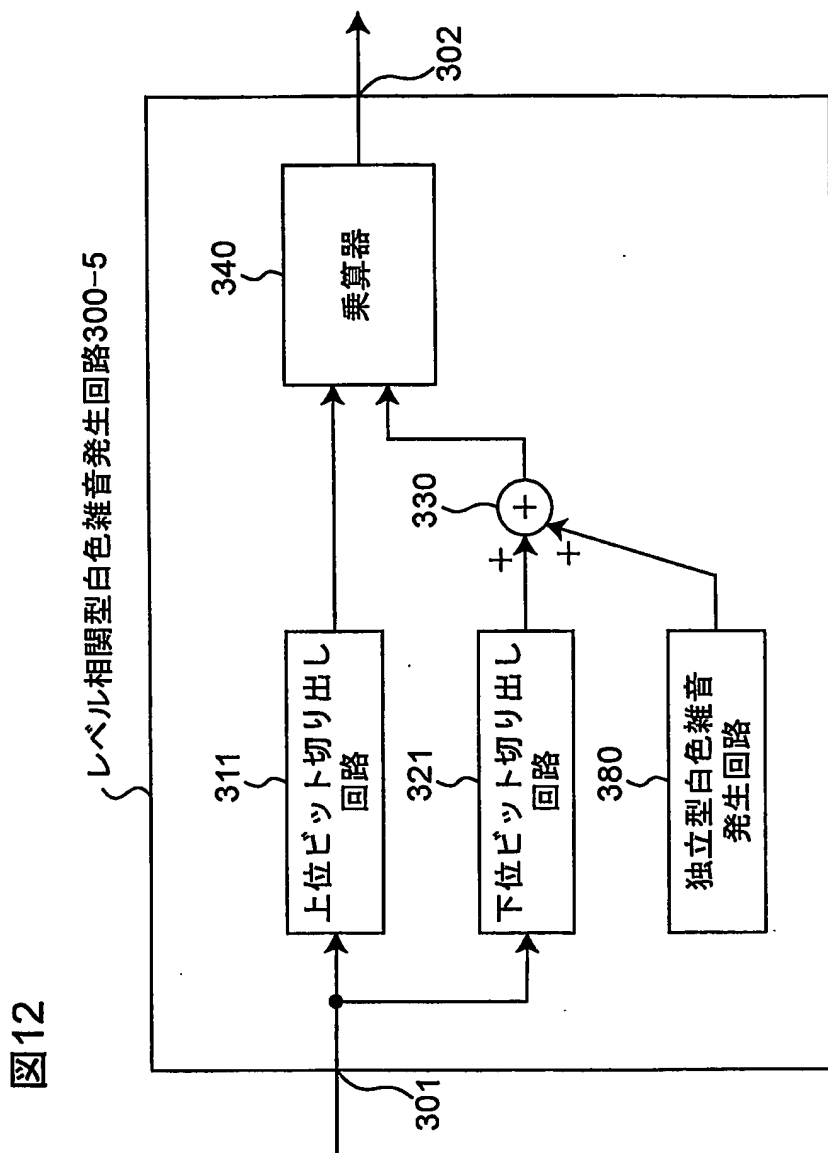 図12
レベル相関型白色雑音発生回路300-5
301
311
上位ビット切り出し
回路
321
下位ビット切り出し
回路
380
独立型白色雑音
発生回路
330
+
+
+
340
乗算器
302